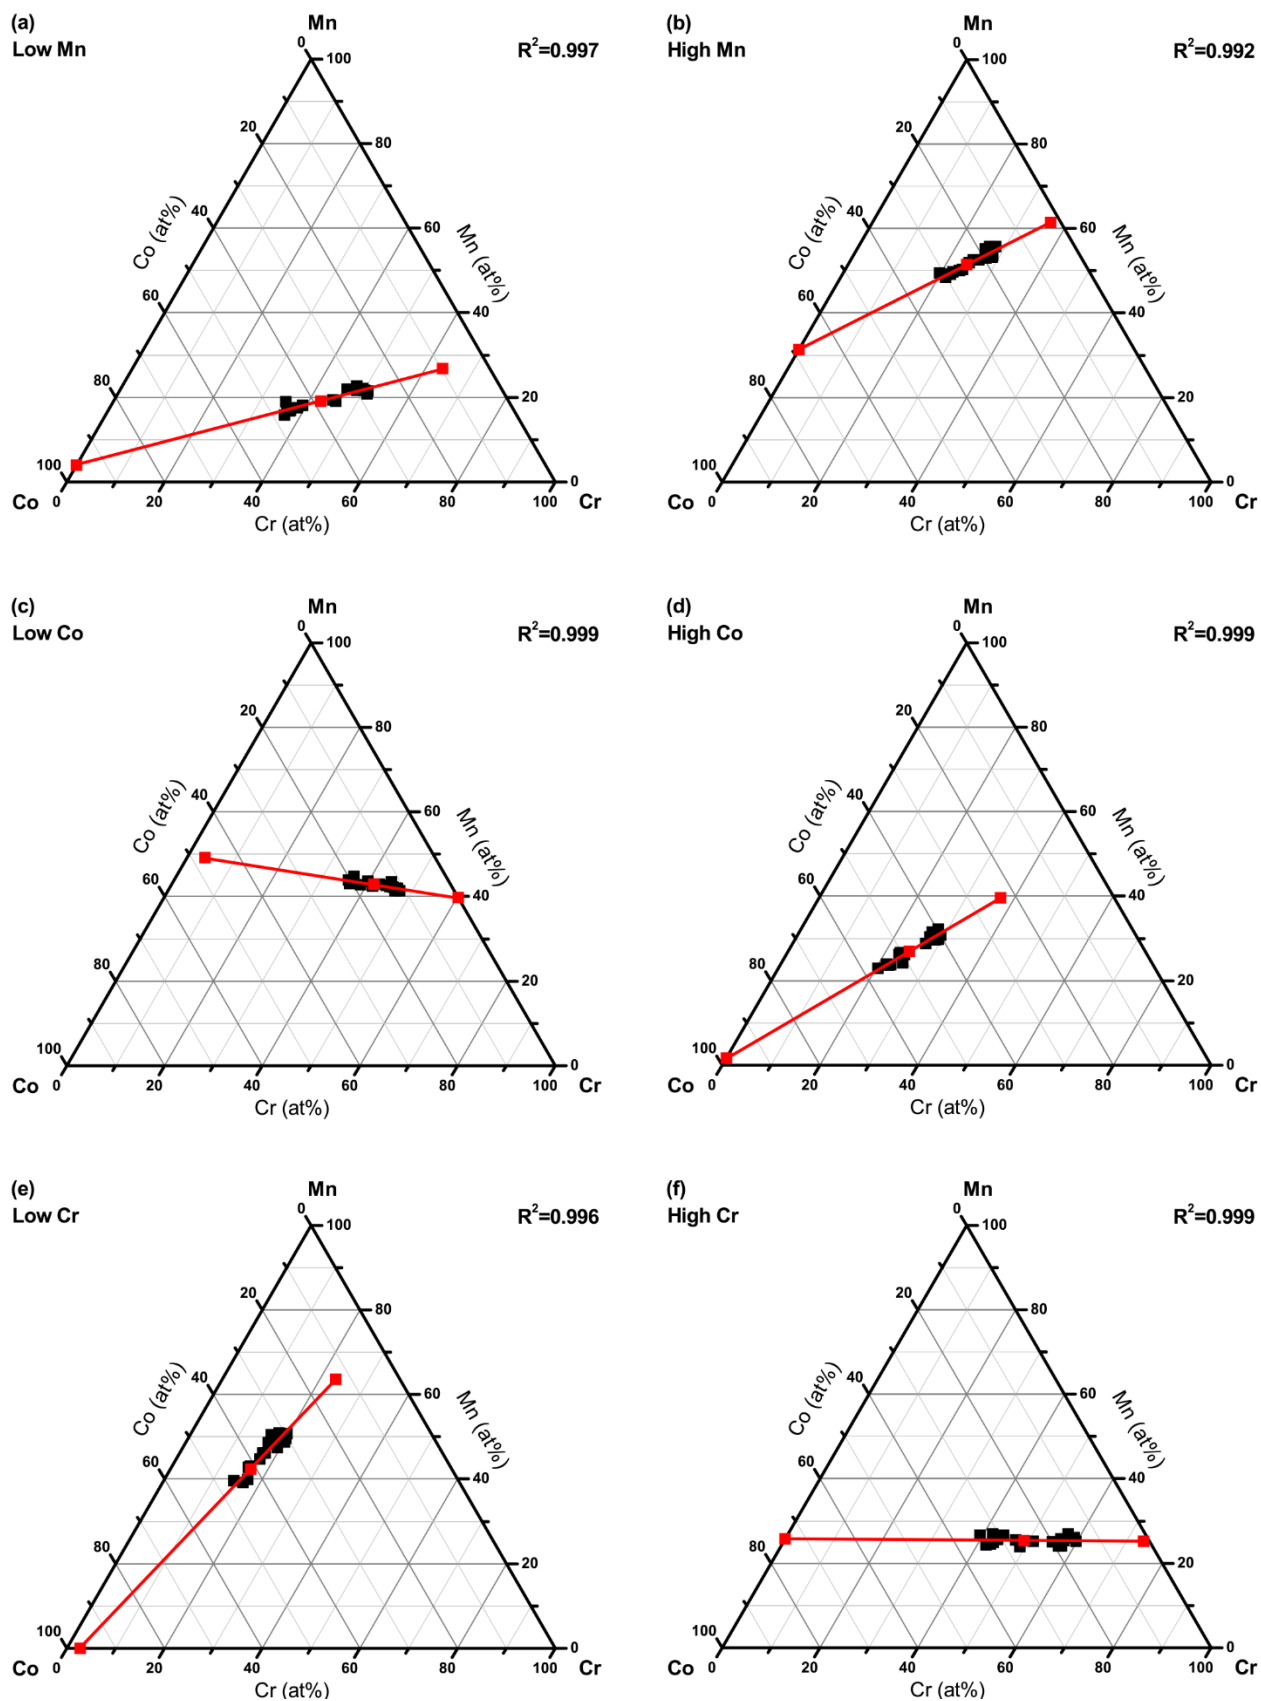 (a)
Low Mn
Mn
R²=0.997
0
100
20
80
40
60
60
40
80
20
100
0
Co (at%)
Mn (at%)
Co
0
20
40
60
80
100
Cr
Cr (at%)
(b)
High Mn
Mn
R²=0.992
0
100
20
80
40
60
60
40
80
20
100
0
Co (at%)
Mn (at%)
Co
0
20
40
60
80
100
Cr
Cr (at%)
(c)
Low Co
Mn
R²=0.999
0
100
20
80
40
60
60
40
80
20
100
0
Co (at%)
Mn (at%)
Co
0
20
40
60
80
100
Cr
Cr (at%)
(d)
High Co
Mn
R²=0.999
0
100
20
80
40
60
60
40
80
20
100
0
Co (at%)
Mn (at%)
Co
0
20
40
60
80
100
Cr
Cr (at%)
(e)
Low Cr
Mn
R²=0.996
0
100
20
80
40
60
60
40
80
20
100
0
Co (at%)
Mn (at%)
Co
0
20
40
60
80
100
Cr
Cr (at%)
(f)
High Cr
Mn
R²=0.999
0
100
20
80
40
60
60
40
80
20
100
0
Co (at%)
Mn (at%)
Co
0
20
40
60
80
100
Cr
Cr (at%)